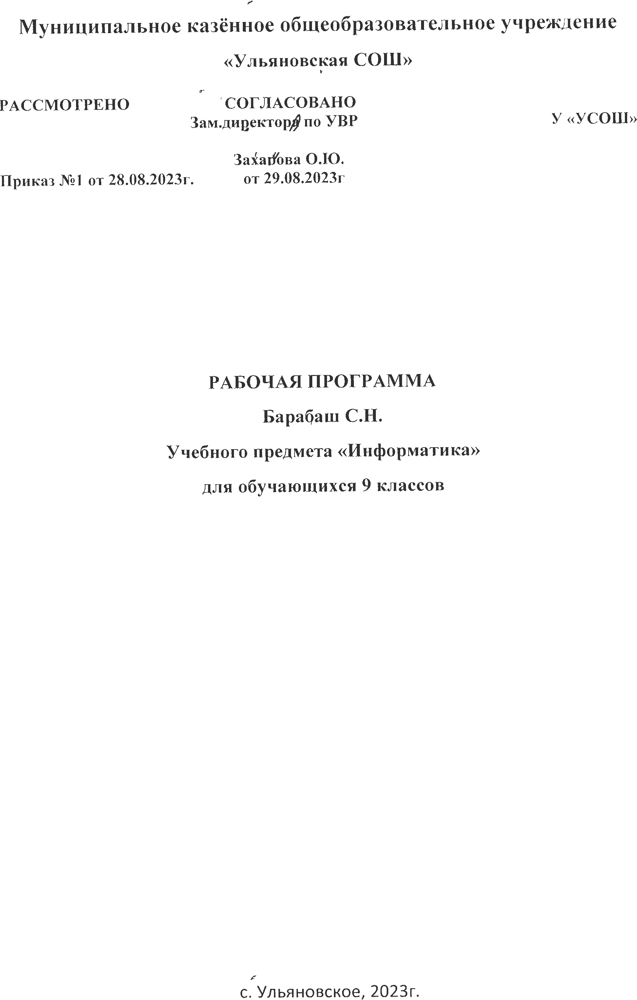 Муниципальное казённое общеобразовательное учреждение
«Ульяновская СОШ»
РАССМОТРЕНО
СОГЛАСОВАНО
Зам.директора по УВР
У «УСОШ»
Захарова О.Ю.
Приказ №1 от 28.08.2023г.
от 29.08.2023г
РАБОЧАЯ ПРОГРАММА
Барабаш С.Н.
Учебного предмета «Информатика»
для обучающихся 9 классов
с. Ульяновское, 2023г.